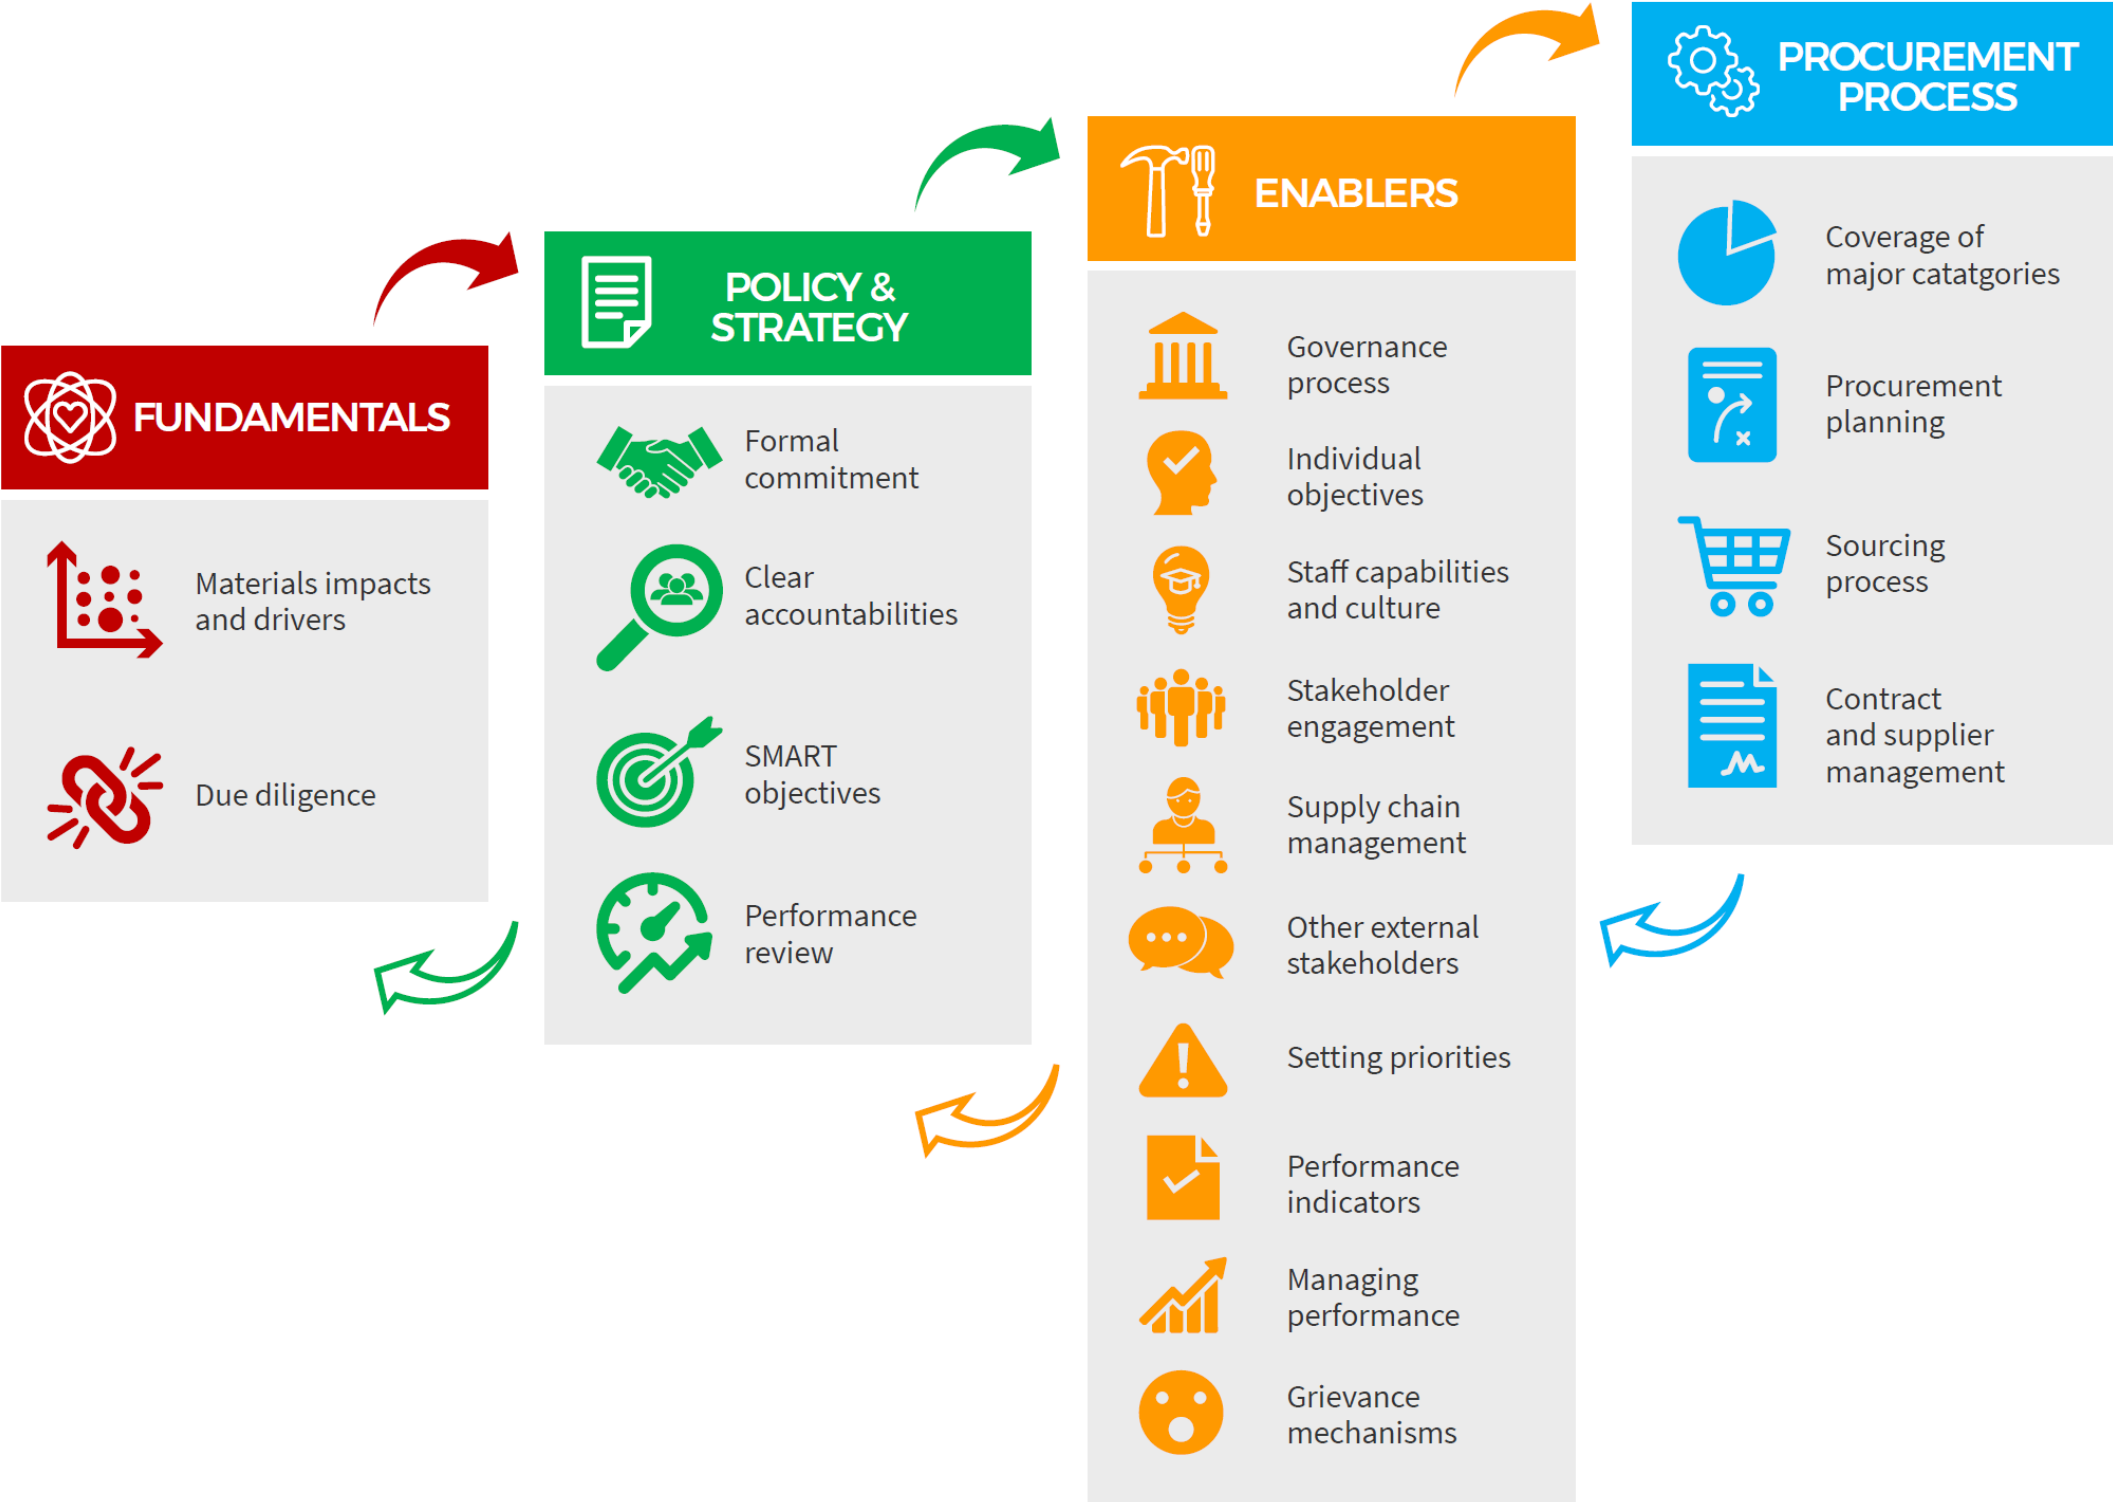 FUNDAMENTALS
Materials impacts
and drivers
Due diligence
POLICY &
STRATEGY
Formal
commitment
Clear
accountabilities
SMART
objectives
Performance
review
ENABLERS
Governance
process
Individual
objectives
Staff capabilities
and culture
Stakeholder
engagement
Supply chain
management
Other external
stakeholders
Setting priorities
Performance
indicators
Managing
performance
Grievance
mechanisms
PROCUREMENT
PROCESS
Coverage of
major catatgories
Procurement
planning
Sourcing
process
Contract
and supplier
management